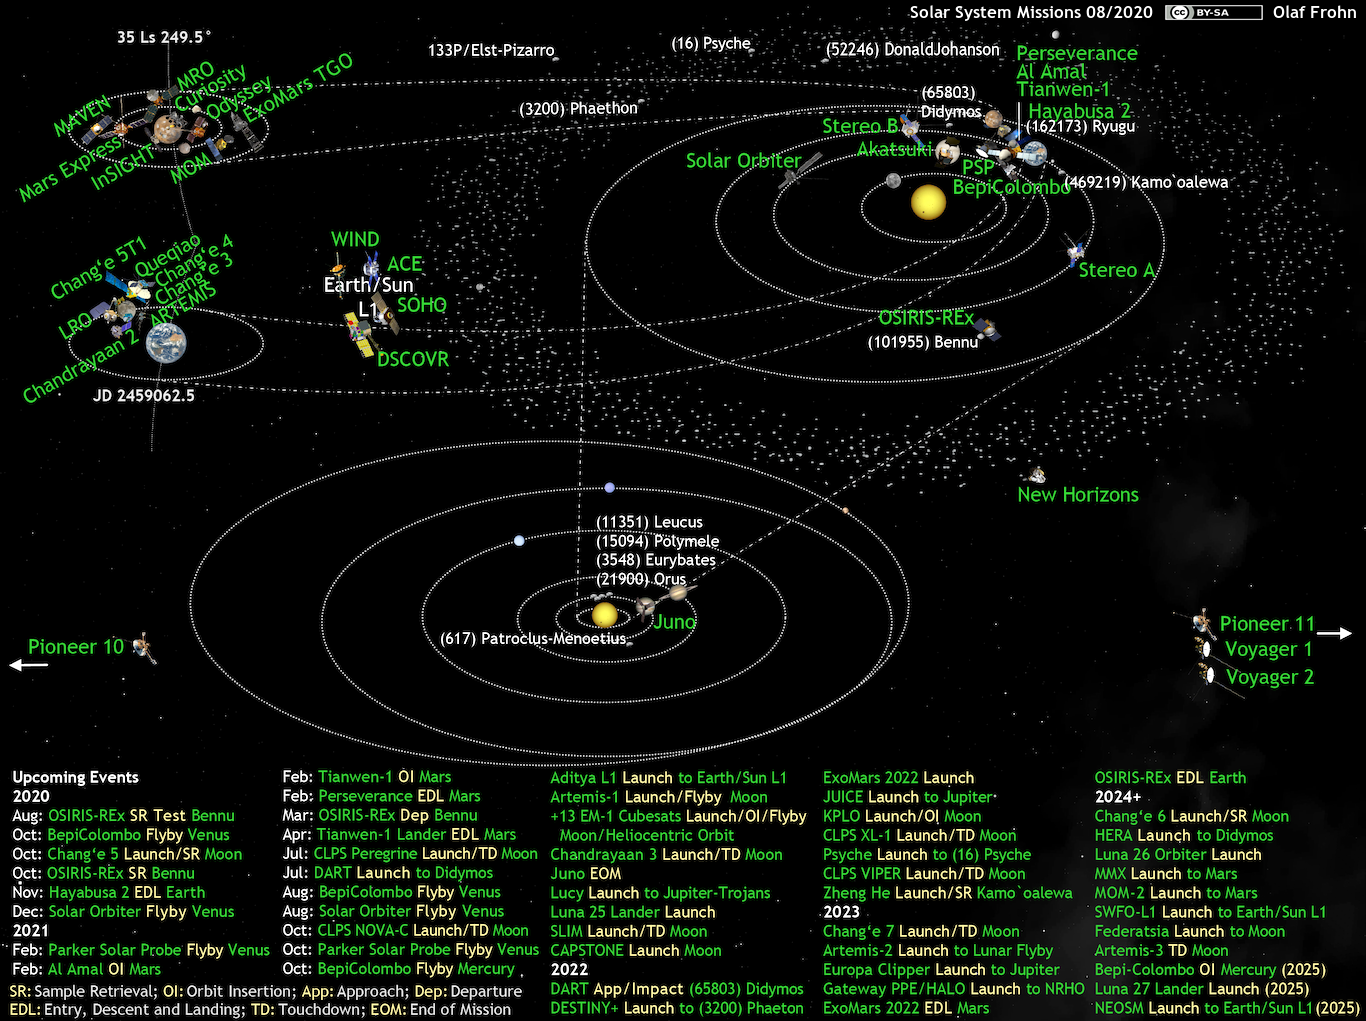 Solar System Missions 08/2020 CC BY-SA Olaf Frohn
35 Ls 249.5°
133P/Elst-Pizarro
(16) Psyche
(52246) DonaldJohanson
Perseverance
Al Amal
Tianwen-1
Hayabusa 2
(162173) Ryugu
(65803)
Didymos
(3200) Phaethon
MAVEN
MRO
Curiosity
Odyssey
ExoMars TGO
Mars Express
InSIGHT
MOM
Stereo B
Akatsuki
Solar Orbiter
PSP
BepiColombo
(469219) Kamo`oalewa
Stereo A
OSIRIS-REx
(101955) Bennu
Chang‘e 5T1
Queqiao
Chang‘e 4
Chang‘e 3
ARTEMIS
LRO
Chandrayaan 2
JD 2459062.5
WIND
ACE
Earth/Sun
L1
SOHO
DSCOVR
New Horizons
(11351) Leucus
(15094) Polymele
(3548) Eurybates
(21900) Orus
Juno
(617) Patroclus-Menoetius
Pioneer 10
Pioneer 11
Voyager 1
Voyager 2
Upcoming Events
2020
Aug: OSIRIS-REx SR Test Bennu
Oct: BepiColombo Flyby Venus
Oct: Chang‘e 5 Launch/SR Moon
Oct: OSIRIS-REx SR Bennu
Nov: Hayabusa 2 EDL Earth
Dec: Solar Orbiter Flyby Venus
2021
Feb: Parker Solar Probe Flyby Venus
Feb: Al Amal OI Mars
Feb: Tianwen-1 OI Mars
Feb: Perseverance EDL Mars
Mar: OSIRIS-REx Dep Bennu
Apr: Tianwen-1 Lander EDL Mars
Jul: CLPS Peregrine Launch/TD Moon
Jul: DART Launch to Didymos
Aug: BepiColombo Flyby Venus
Aug: Solar Orbiter Flyby Venus
Oct: CLPS NOVA-C Launch/TD Moon
Oct: Parker Solar Probe Flyby Venus
Oct: BepiColombo Flyby Mercury
Aditya L1 Launch to Earth/Sun L1
Artemis-1 Launch/Flyby Moon
+13 EM-1 Cubesats Launch/OI/Flyby
Moon/Heliocentric Orbit
Chandrayaan 3 Launch/TD Moon
Juno EOM
Lucy Launch to Jupiter-Trojans
Luna 25 Lander Launch
SLIM Launch/TD Moon
CAPSTONE Launch Moon
2022
DART App/Impact (65803) Didymos
DESTINY+ Launch to (3200) Phaeton
ExoMars 2022 Launch
JUICE Launch to Jupiter
KPLO Launch/OI Moon
CLPS XL-1 Launch/TD Moon
Psyche Launch to (16) Psyche
CLPS VIPER Launch/TD Moon
Zheng He Launch/SR Kamo`oalewa
2023
Chang‘e 7 Launch/TD Moon
Artemis-2 Launch to Lunar Flyby
Europa Clipper Launch to Jupiter
Gateway PPE/HALO Launch to NRHO
ExoMars 2022 EDL Mars
OSIRIS-REx EDL Earth
2024+
Chang‘e 6 Launch/SR Moon
HERA Launch to Didymos
Luna 26 Orbiter Launch
MMX Launch to Mars
MOM-2 Launch to Mars
SWFO-L1 Launch to Earth/Sun L1
Federatsia Launch to Moon
Artemis-3 TD Moon
Bepi-Colombo OI Mercury (2025)
Luna 27 Lander Launch (2025)
NEOSM Launch to Earth/Sun L1 (2025)
SR: Sample Retrieval; OI: Orbit Insertion; App: Approach; Dep: Departure
EDL: Entry, Descent and Landing; TD: Touchdown; EOM: End of Mission